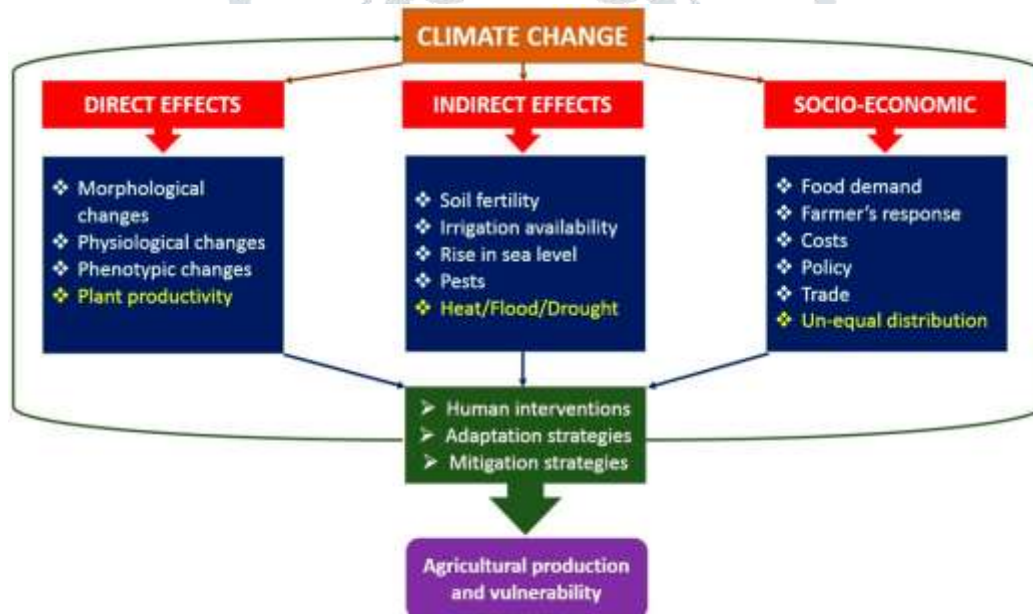 CLIMATE CHANGE
DIRECT EFFECTS
INDIRECT EFFECTS
SOCIO-ECONOMIC
❖ Morphological
changes
❖ Physiological changes
❖ Phenotypic changes
❖ Plant productivity
❖ Soil fertility
❖ Irrigation availability
❖ Rise in sea level
❖ Pests
❖ Heat/Flood/Drought
❖ Food demand
❖ Farmer's response
❖ Costs
❖ Policy
❖ Trade
❖ Un-equal distribution
➢ Human interventions
➢ Adaptation strategies
➢ Mitigation strategies
Agricultural production
and vulnerability